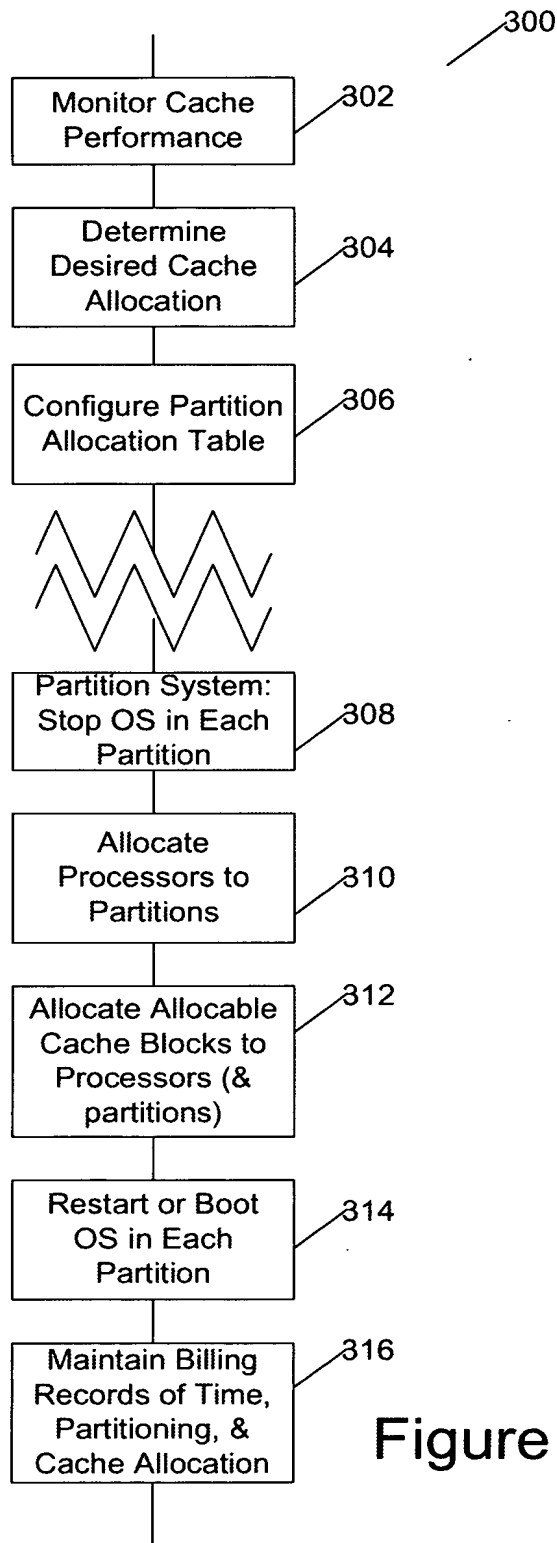 300
Monitor Cache
Performance
302
Determine
Desired Cache
Allocation
304
Configure Partition
Allocation Table
306
Partition System:
Stop OS in Each
Partition
308
Allocate
Processors to
Partitions
310
Allocate Allocable
Cache Blocks to
Processors (&
partitions)
312
Restart or Boot
OS in Each
Partition
314
Maintain Billing
Records of Time,
Partitioning, &
Cache Allocation
316
Figure